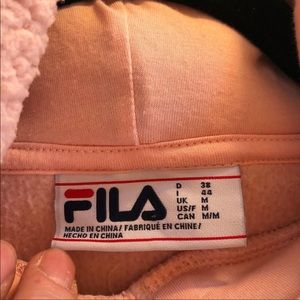 FILA
D 38
I 44
UK M
US/F M
CAN M/M
MADE IN CHINA / FABRIQUÉ EN CHINE /
HECHO EN CHINA